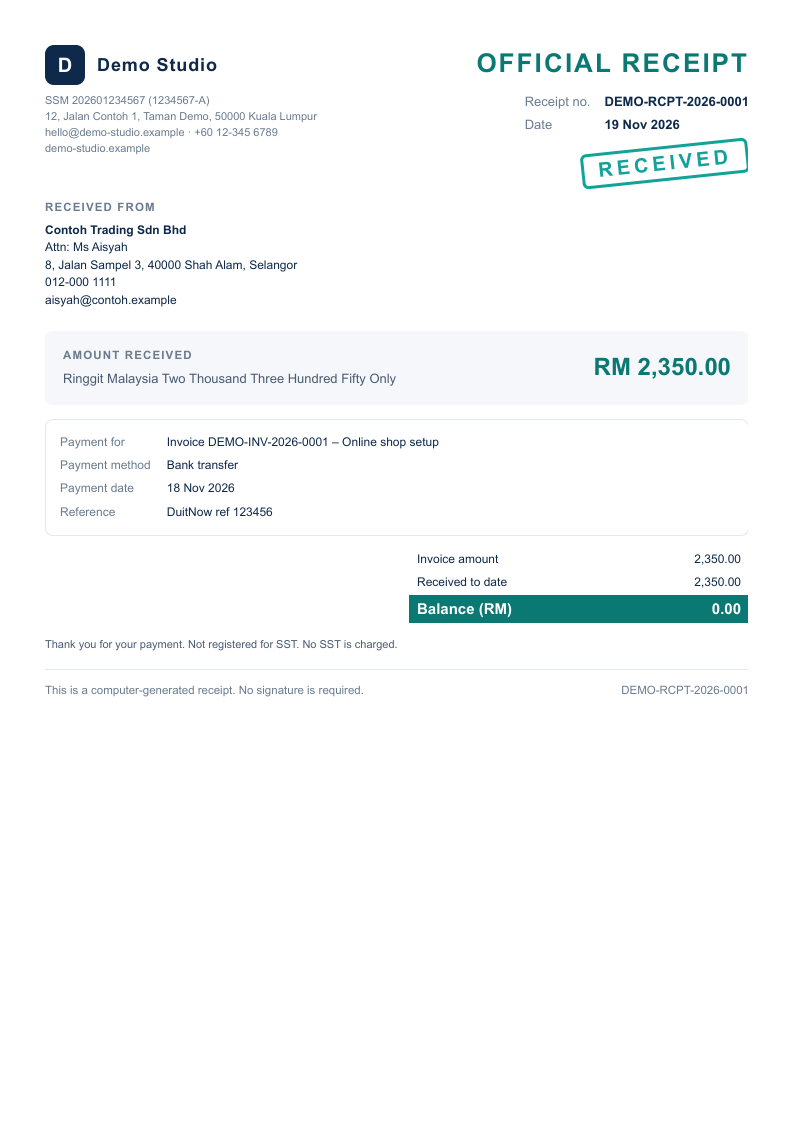 D Demo Studio
OFFICIAL RECEIPT
SSM 202601234567 (1234567-A)
12, Jalan Contoh 1, Taman Demo, 50000 Kuala Lumpur
hello@demo-studio.example · +60 12-345 6789
demo-studio.example
Receipt no. DEMO-RCPT-2026-0001
Date 19 Nov 2026
RECEIVED
RECEIVED FROM
Contoh Trading Sdn Bhd
Attn: Ms Aisyah
8, Jalan Sampel 3, 40000 Shah Alam, Selangor
012-000 1111
aisyah@contoh.example
AMOUNT RECEIVED
Ringgit Malaysia Two Thousand Three Hundred Fifty Only
RM 2,350.00
Payment for Invoice DEMO-INV-2026-0001 – Online shop setup
Payment method Bank transfer
Payment date 18 Nov 2026
Reference DuitNow ref 123456
Invoice amount 2,350.00
Received to date 2,350.00
Balance (RM) 0.00
Thank you for your payment. Not registered for SST. No SST is charged.
This is a computer-generated receipt. No signature is required. DEMO-RCPT-2026-0001